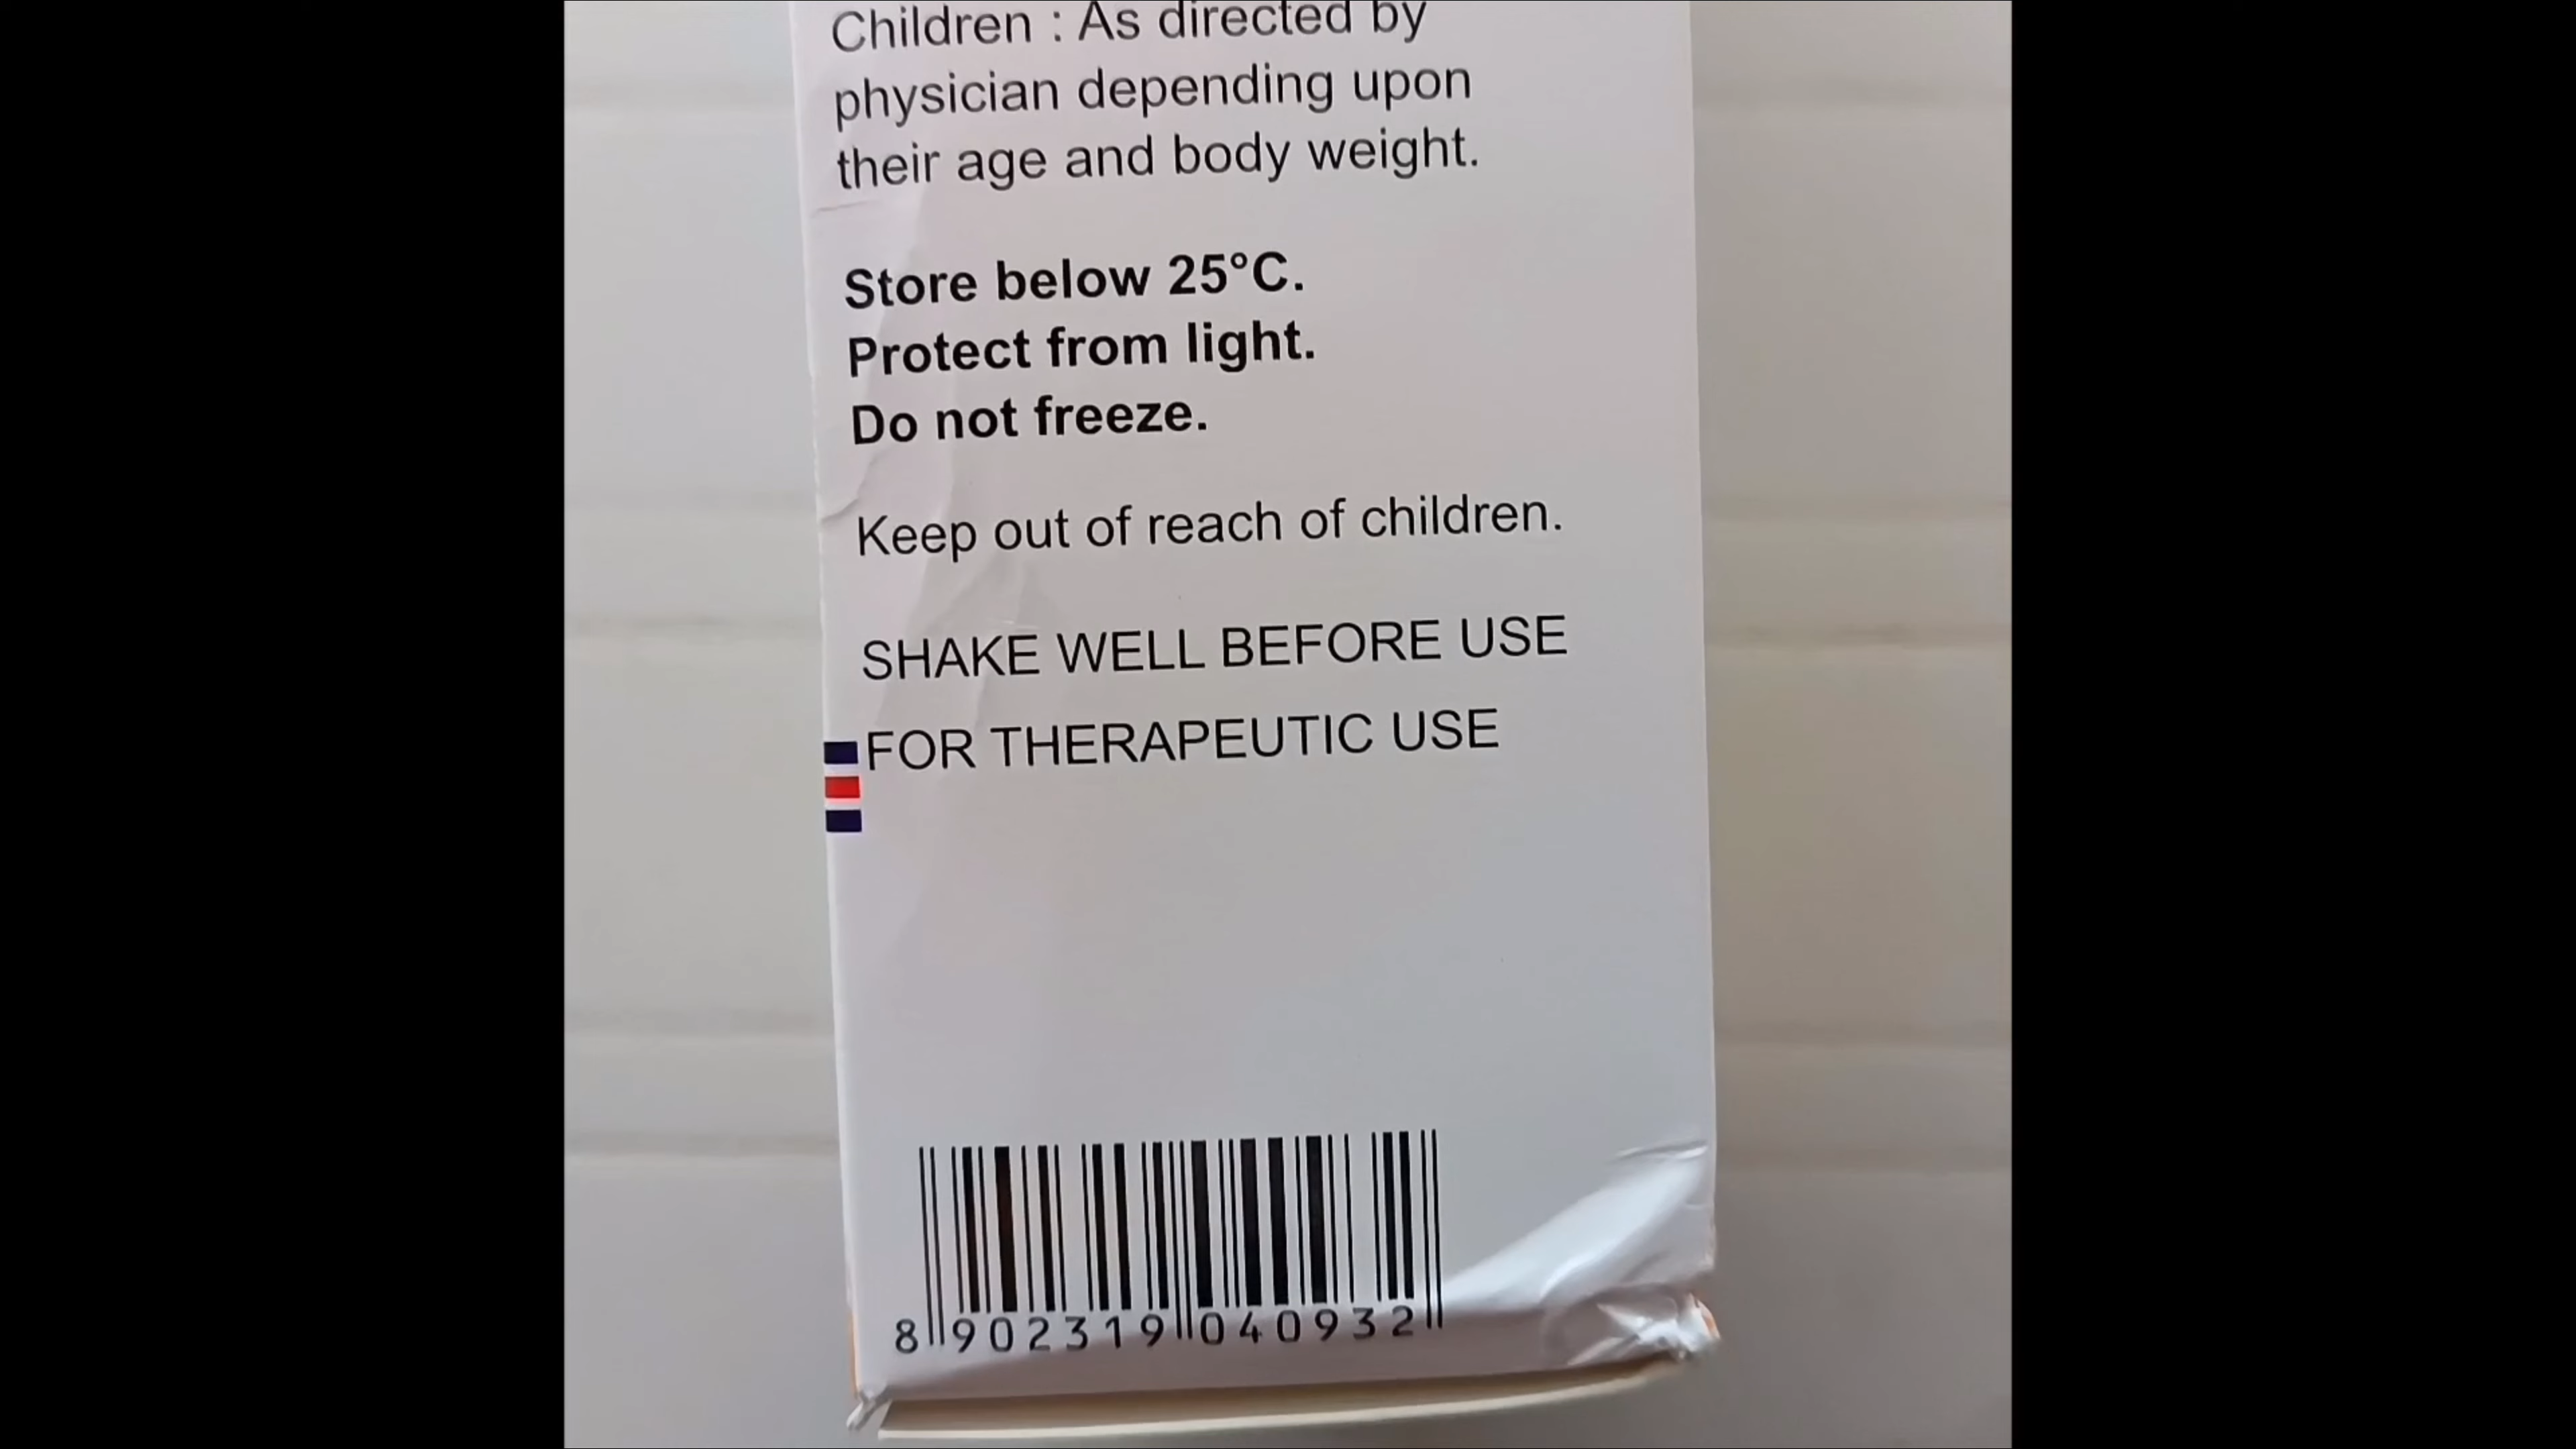 Children : As directed by
physician depending upon
their age and body weight.
Store below 25°C.
Protect from light.
Do not freeze.
Keep out of reach of children.
SHAKE WELL BEFORE USE
FOR THERAPEUTIC USE
8 902319 040932